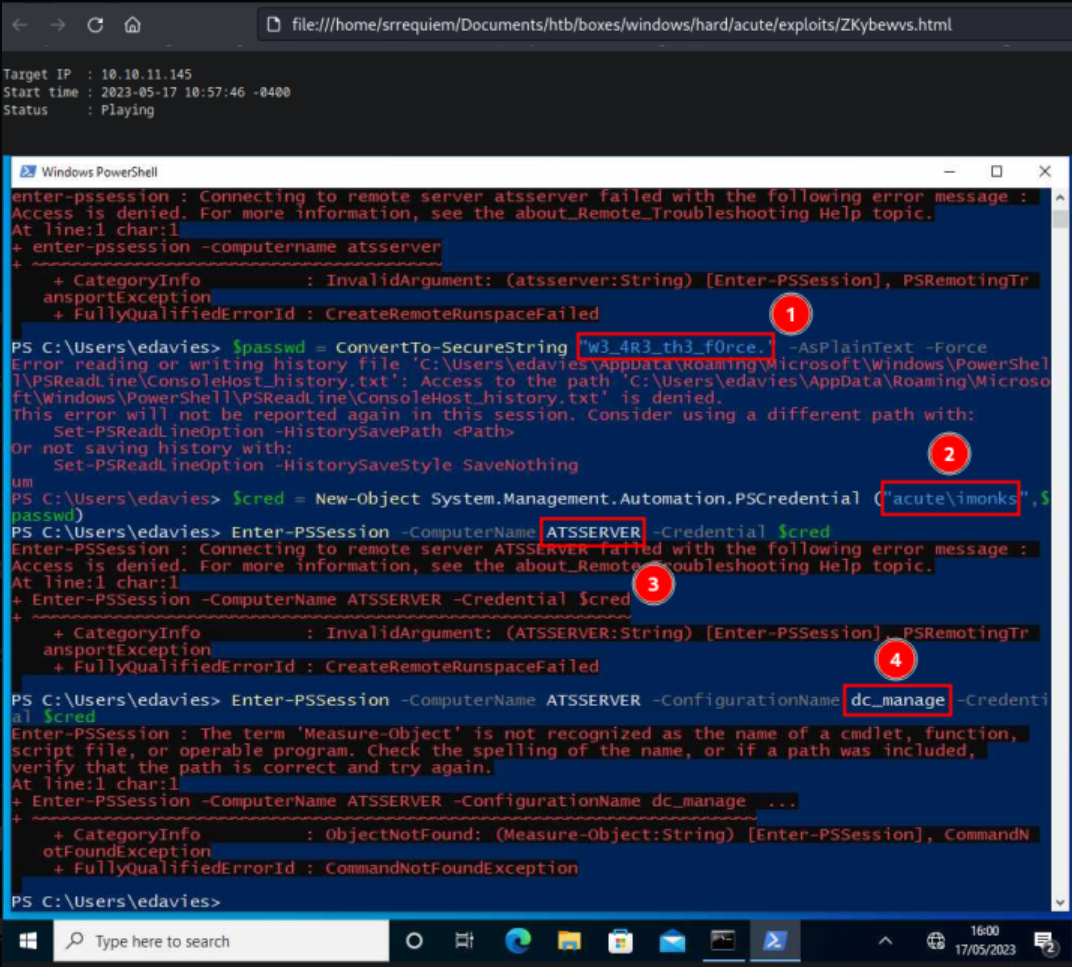 file:///home/srrequiem/Documents/htb/boxes/windows/hard/acute/exploits/ZKybewvs.html
Target IP : 10.10.11.145
Start time : 2023-05-17 10:57:46 -0400
Status : Playing
Windows PowerShell
enter-pssession : Connecting to remote server atsserver failed with the following error message :
Access is denied. For more information, see the about_Remote_Troubleshooting Help topic.
At line:1 char:1
+ enter-pssession -computername atsserver
+ ~~~~~~~~~~~~~~~~~~~~~~~~~~~~~~~~~~~~~~~
+ CategoryInfo : InvalidArgument: (atsserver:String) [Enter-PSSession], PSRemotingTr
ansportException
+ FullyQualifiedErrorId : CreateRemoteRunspaceFailed
1
PS C:\Users\edavies> $passwd = ConvertTo-SecureString "W3_4R3_th3_f0rce." -AsPlainText -Force
Error reading or writing history file 'C:\Users\edavies\AppData\Roaming\Microsoft\Windows\PowerShel
l\PSReadLine\ConsoleHost_history.txt': Access to the path 'C:\Users\edavies\AppData\Roaming\Microso
ft\Windows\PowerShell\PSReadLine\ConsoleHost_history.txt' is denied.
This error will not be reported again in this session. Consider using a different path with:
Set-PSReadLineOption -HistorySavePath <Path>
Or not saving history with:
Set-PSReadLineOption -HistorySaveStyle SaveNothing
2
um
PS C:\Users\edavies> $cred = New-Object System.Management.Automation.PSCredential ("acute\imonks",$
passwd)
PS C:\Users\edavies> Enter-PSSession -ComputerName ATSSERVER -Credential $cred
Enter-PSSession : Connecting to remote server ATSSERVER failed with the following error message :
Access is denied. For more information, see the about_Remote_Troubleshooting Help topic.
3
At line:1 char:1
+ Enter-PSSession -ComputerName ATSSERVER -Credential $cred
+ ~~~~~~~~~~~~~~~~~~~~~~~~~~~~~~~~~~~~~~~~~~~~~~~~~~~~~~~~~
+ CategoryInfo : InvalidArgument: (ATSSERVER:String) [Enter-PSSession], PSRemotingTr
ansportException
+ FullyQualifiedErrorId : CreateRemoteRunspaceFailed
4
PS C:\Users\edavies> Enter-PSSession -ComputerName ATSSERVER -ConfigurationName dc_manage -Credenti
al $cred
Enter-PSSession : The term 'Measure-Object' is not recognized as the name of a cmdlet, function,
script file, or operable program. Check the spelling of the name, or if a path was included,
verify that the path is correct and try again.
At line:1 char:1
+ Enter-PSSession -ComputerName ATSSERVER -ConfigurationName dc_manage ...
+ ~~~~~~~~~~~~~~~~~~~~~~~~~~~~~~~~~~~~~~~~~~~~~~~~~~~~~~~~~~~~~~~~~~~~~
+ CategoryInfo : ObjectNotFound: (Measure-Object:String) [Enter-PSSession], CommandN
otFoundException
+ FullyQualifiedErrorId : CommandNotFoundException
PS C:\Users\edavies>
Type here to search
16:00
17/05/2023
2